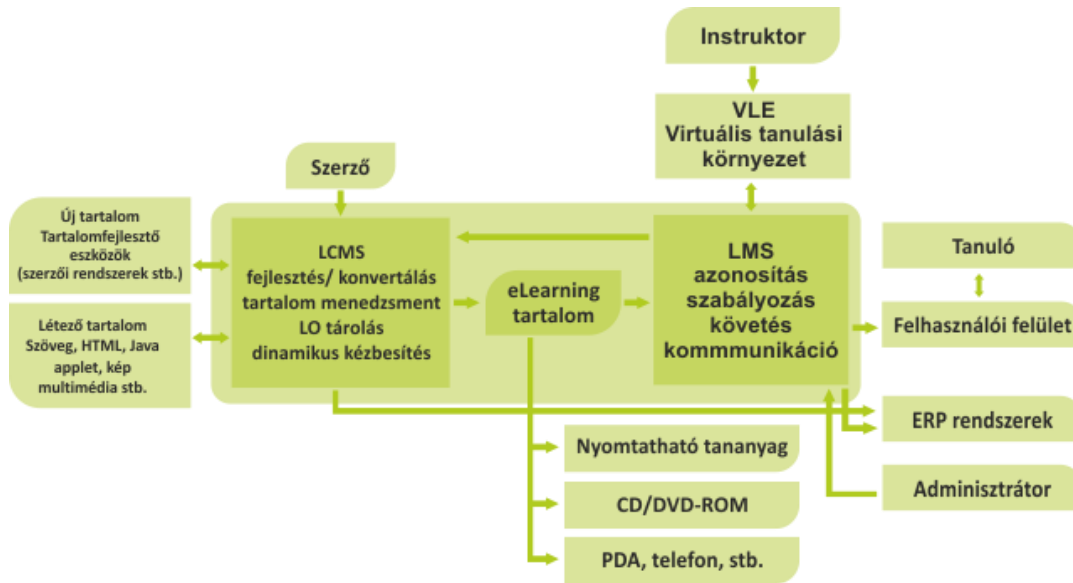 Instruktor
VLE
Virtuális tanulási
környezet
Szerző
Új tartalom
Tartalomfejlesztő
eszközök
(szerzői rendszerek stb.)
Létező tartalom
Szöveg, HTML, Java
applet, kép
multimédia stb.
LCMS
fejlesztés/ konvertálás
tartalom menedzsment
LO tárolás
dinamikus kézbesítés
eLearning
tartalom
LMS
azonosítás
szabályozás
követés
kommmunikáció
Tanuló
Felhasználói felület
ERP rendszerek
Adminisztrátor
Nyomtatható tananyag
CD/DVD-ROM
PDA, telefon, stb.